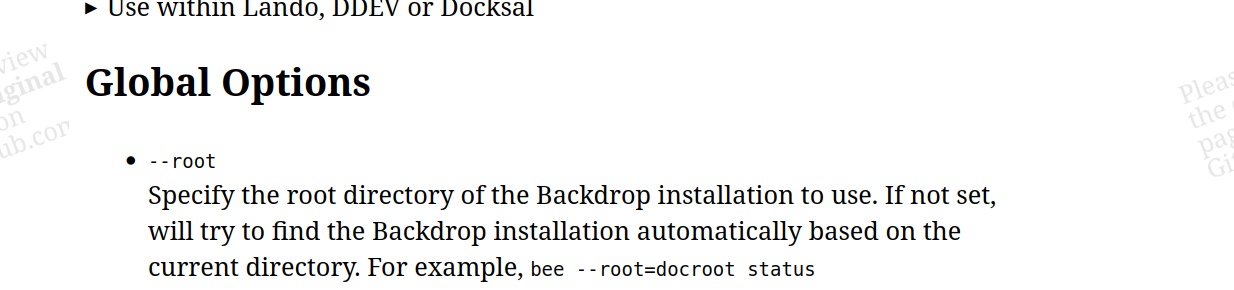 ▸ Use within Lando, DDEV or Docksal
Global Options
view
iginal
on
ub.com
Pleas
the
pag
Gi
• --root
Specify the root directory of the Backdrop installation to use. If not set,
will try to find the Backdrop installation automatically based on the
current directory. For example, bee --root=docroot status